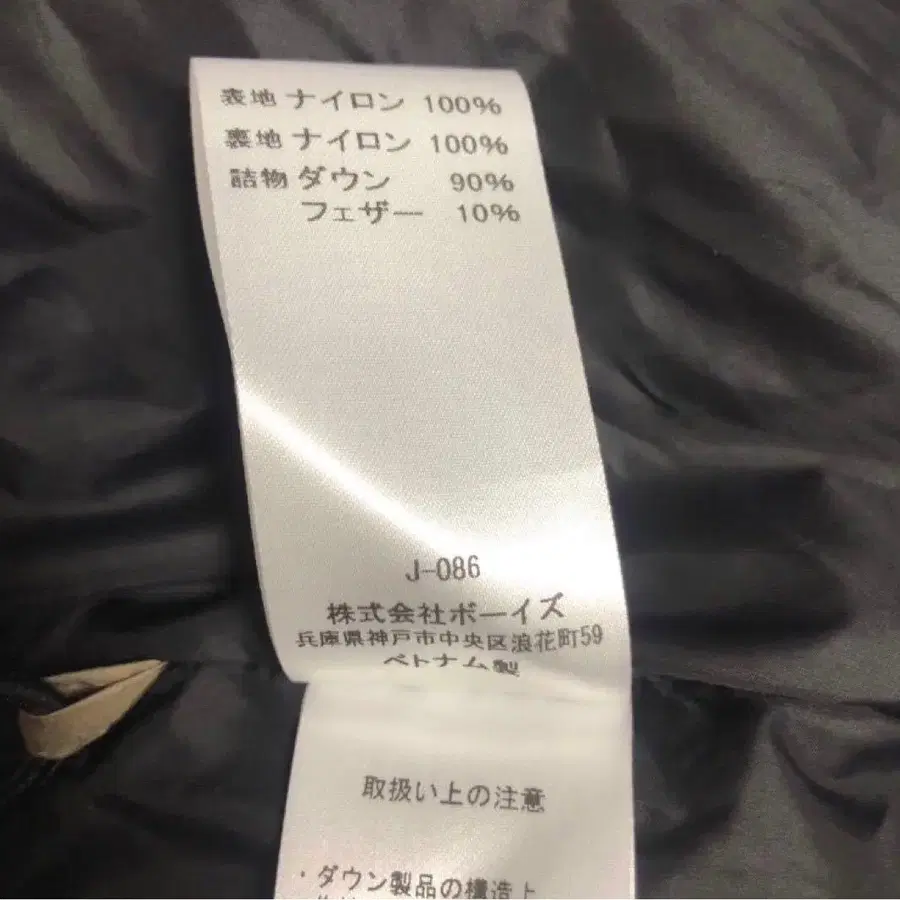 表地 ナイロン 100%
裏地 ナイロン 100%
詰物 ダウン 90%
フェザー 10%
J-086
株式会社ボーイズ
兵庫県神戸市中央区浪花町59
ベトナム製
取扱い上の注意
・ダウン製品の構造上